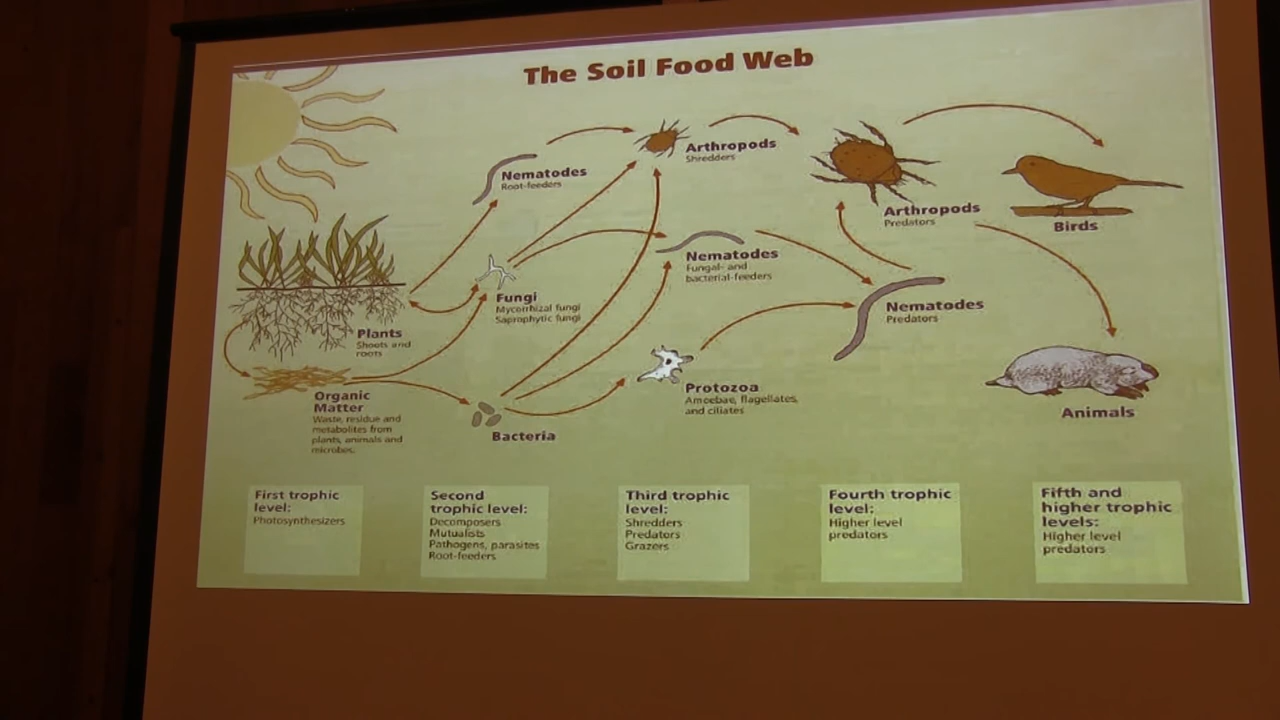 The Soil Food Web
Nematodes
Root-feeders
Arthropods
Shredders
Arthropods
Predators
Birds
Fungi
Mycorrhizal fungi
Saprophytic fungi
Nematodes
Fungal- and
bacterial-feeders
Nematodes
Predators
Plants
Shoots and
roots
Organic
Matter
Waste, residue and
metabolites from
plants, animals and
microbes.
Bacteria
Protozoa
Amoebae, flagellates,
and ciliates
Animals
First trophic
level:
Photosynthesizers
Second
trophic level:
Decomposers
Mutualists
Pathogens, parasites
Root-feeders
Third trophic
level:
Shredders
Predators
Grazers
Fourth trophic
level:
Higher level
predators
Fifth and
higher trophic
levels:
Higher level
predators